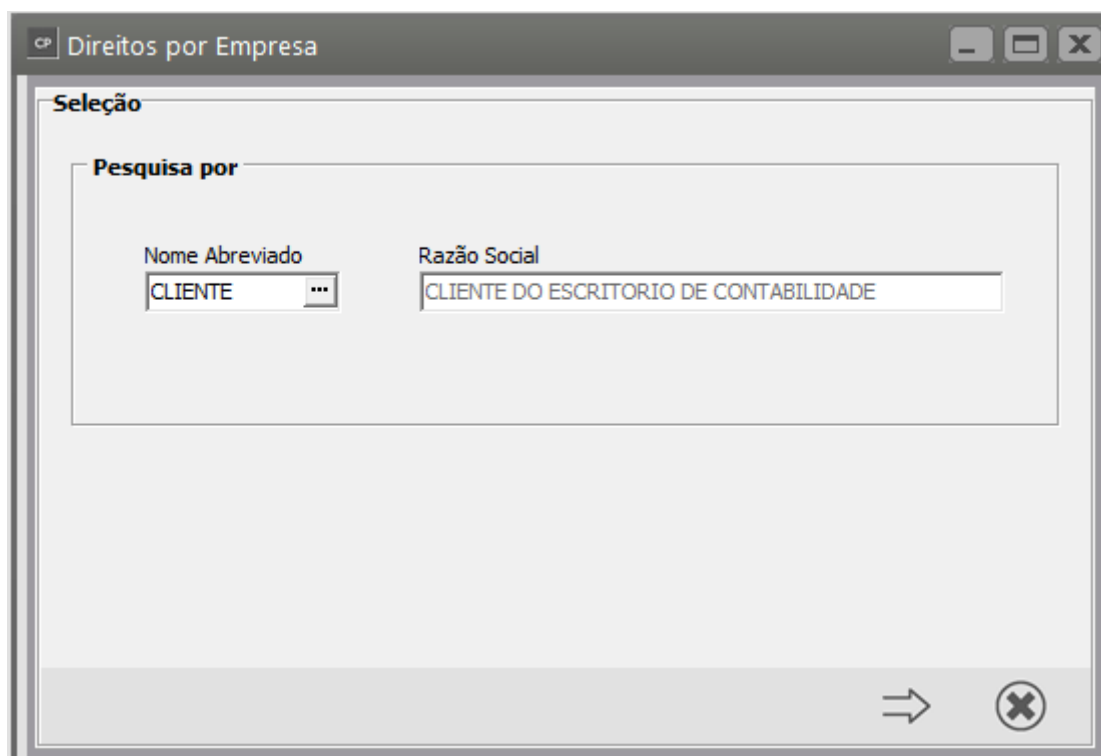 CP Direitos por Empresa
Seleção
Pesquisa por
Nome Abreviado Razão Social
CLIENTE ... CLIENTE DO ESCRITORIO DE CONTABILIDADE